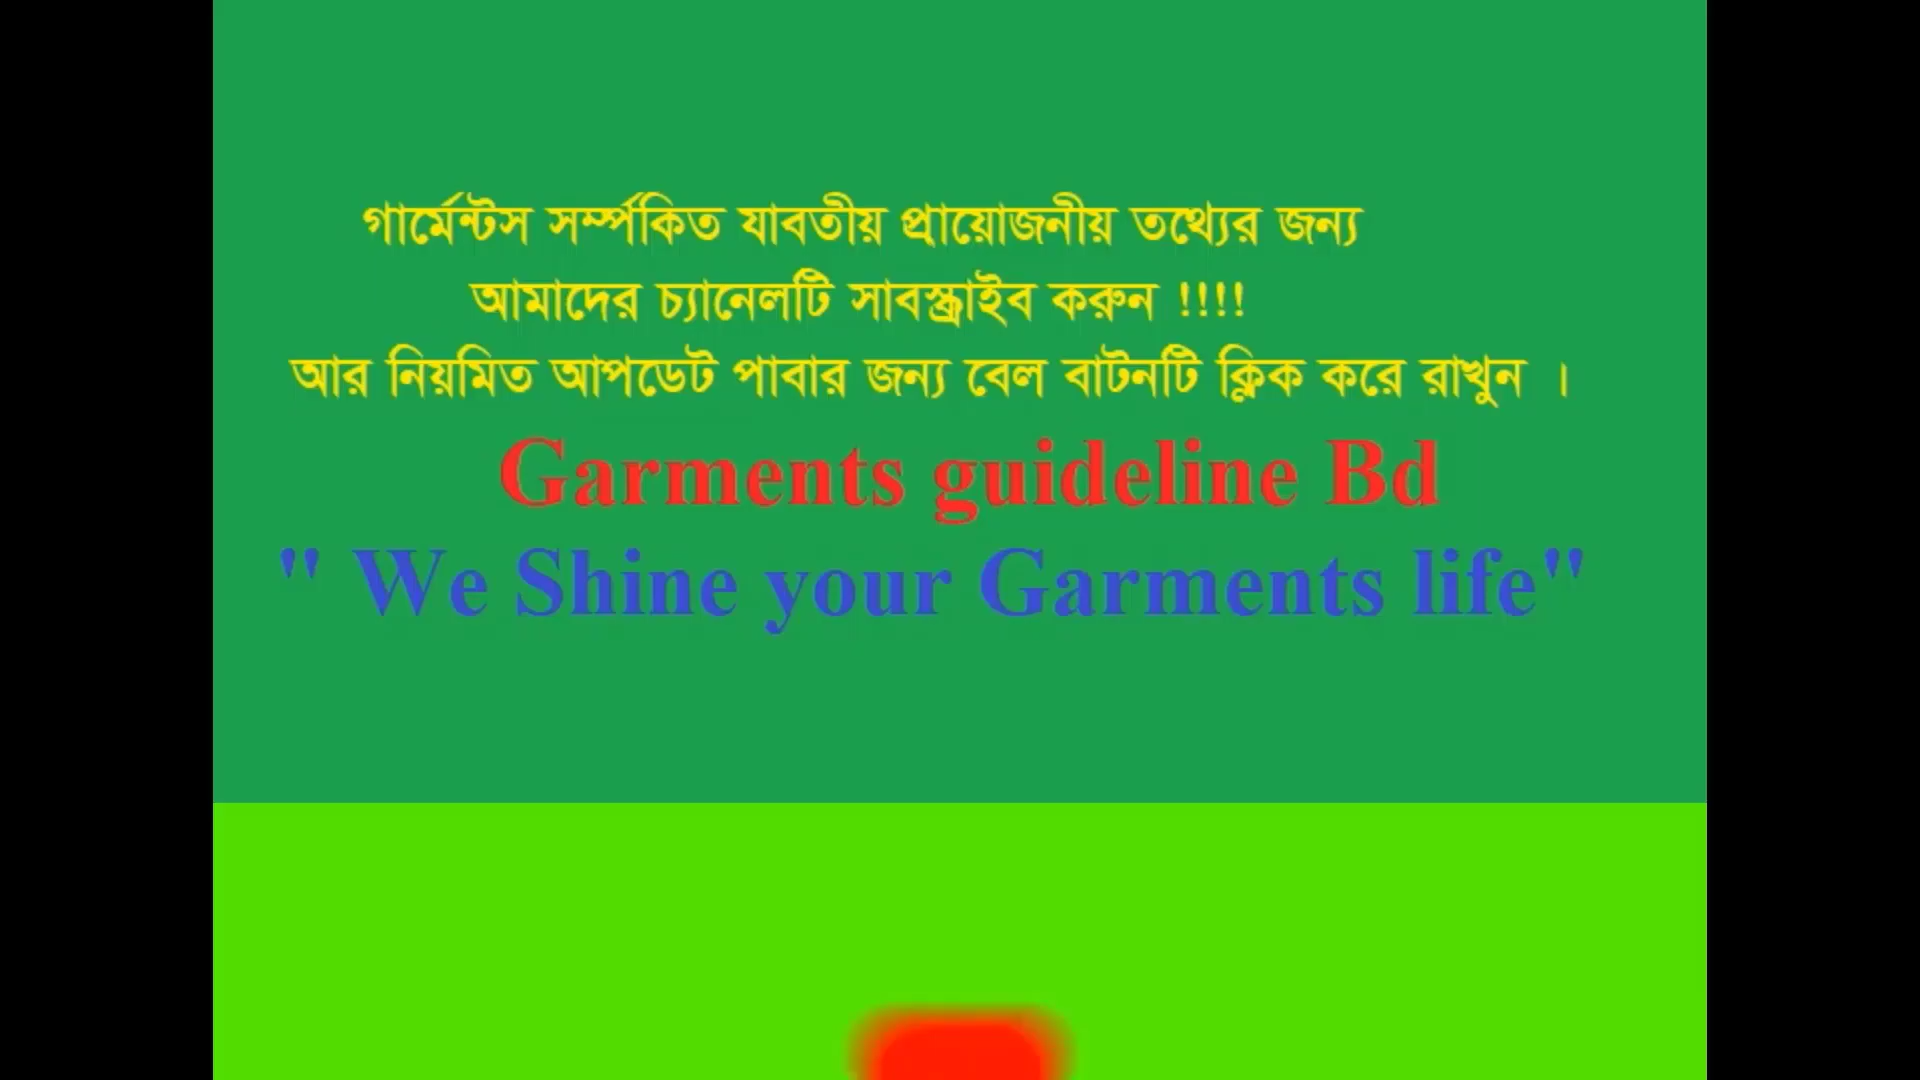 গার্মেন্টস সর্ম্পকিত যাবতীয় প্রায়োজনীয় তথ্যের জন্য
আমাদের চ্যানেলটি সাবস্ক্রাইব করুন !!!!
আর নিয়মিত আপডেট পাবার জন্য বেল বাটনটি ক্লিক করে রাখুন ।
Garments guideline Bd
" We Shine your Garments life"